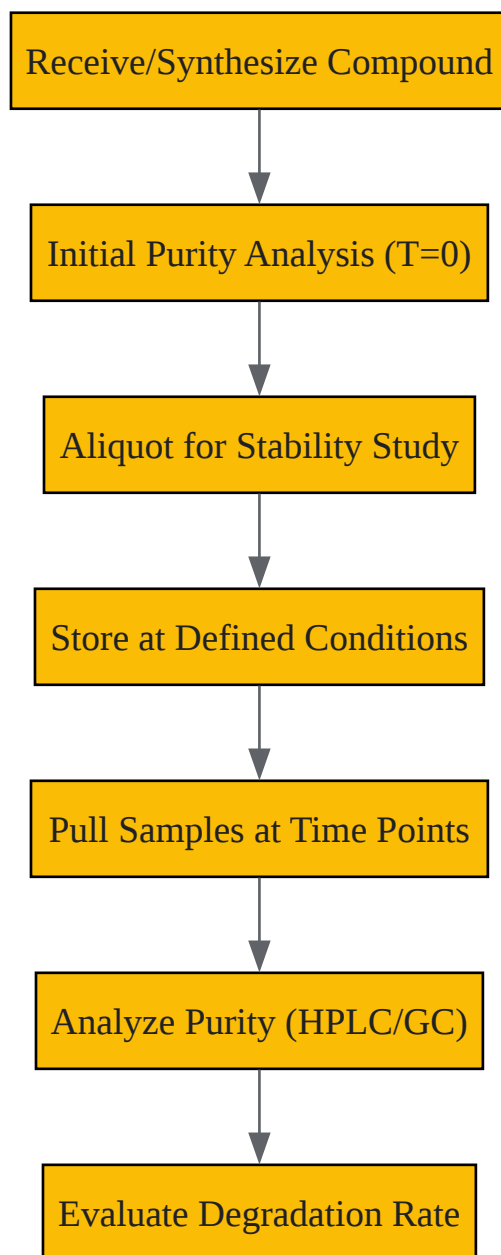 Receive/Synthesize Compound
Initial Purity Analysis (T=0)
Aliquot for Stability Study
Store at Defined Conditions
Pull Samples at Time Points
Analyze Purity (HPLC/GC)
Evaluate Degradation Rate